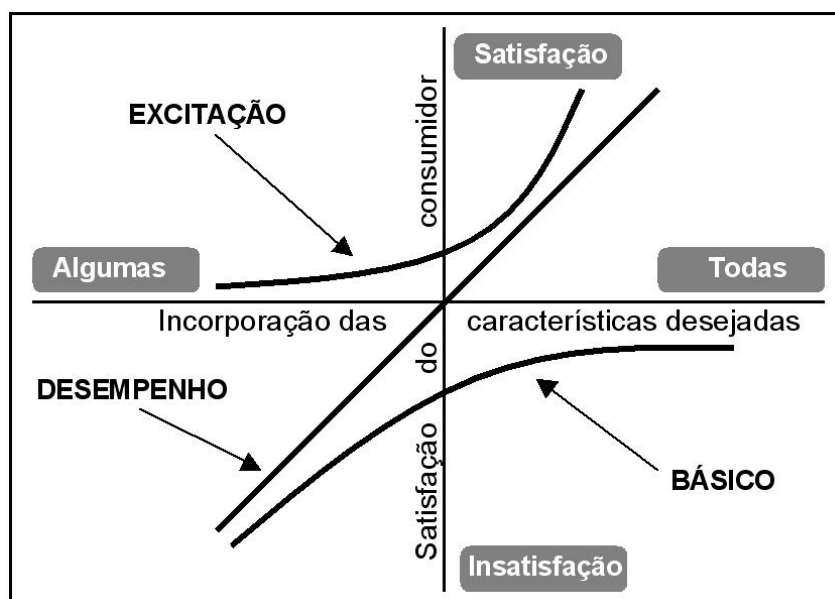 Satisfação
EXCITAÇÃO
Algumas
Todas
Incorporação das características desejadas
Satisfação do consumidor
DESEMPENHO
BÁSICO
Insatisfação